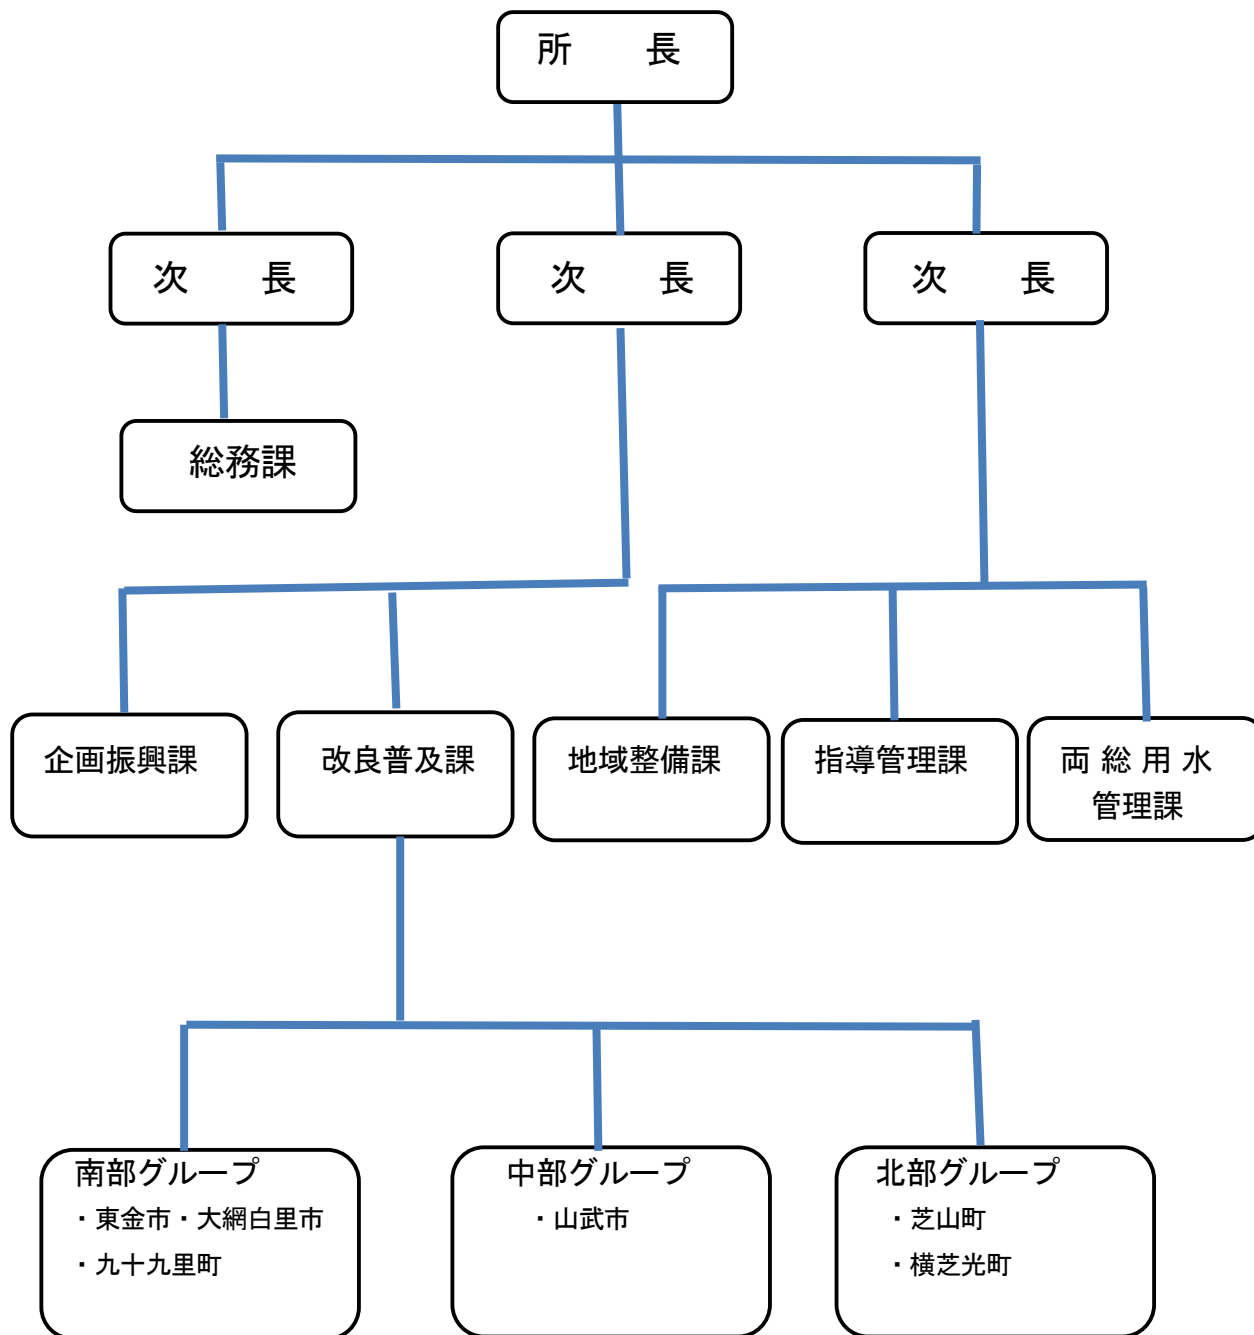 所　　長
次　　長
次　　長
次　　長
総務課
企画振興課
改良普及課
地域整備課
指導管理課
両 総 用 水
管理課
南部グループ
・東金市・大網白里市
・九十九里町
中部グループ
・山武市
北部グループ
・芝山町
・横芝光町